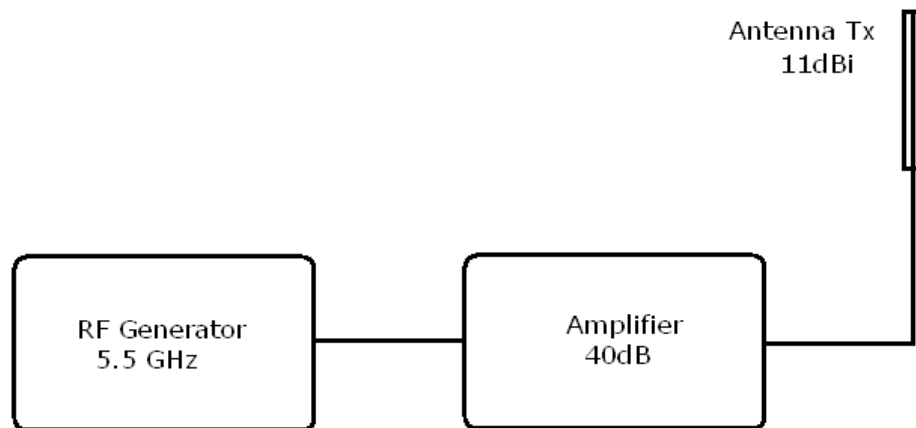 Antenna Tx
11dBi
RF Generator
5.5 GHz
Amplifier
40dB